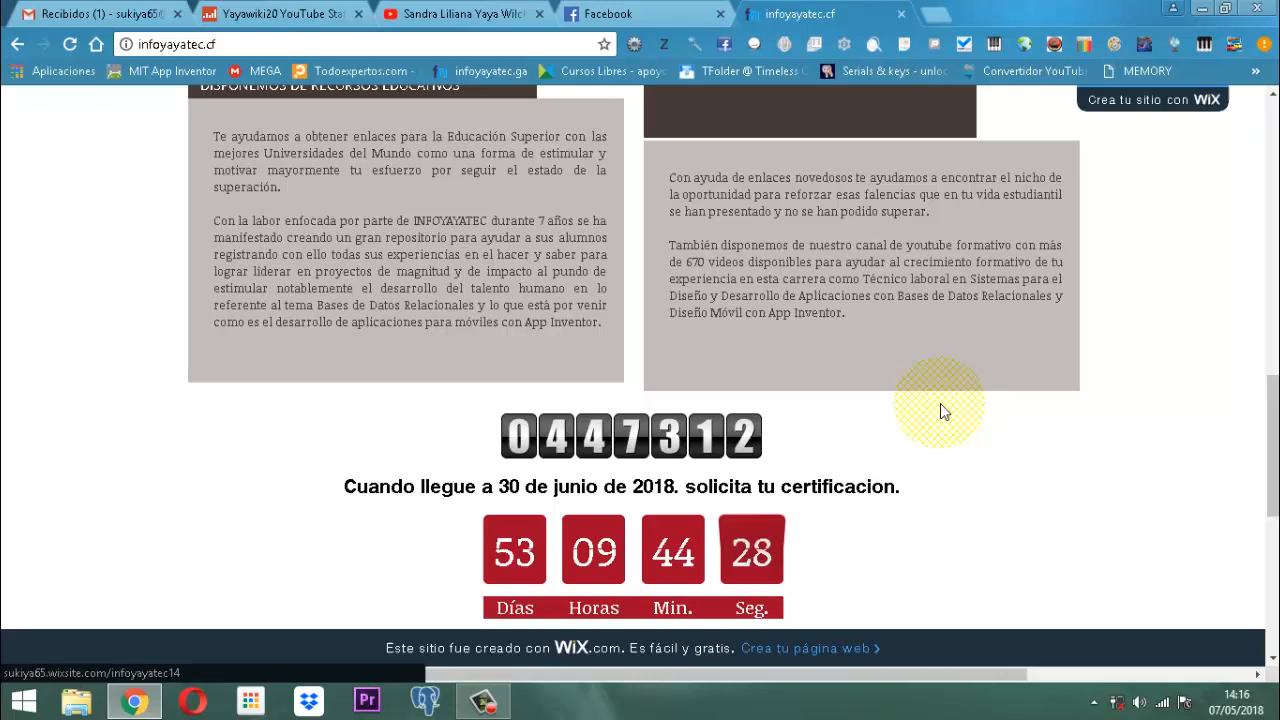 Recibidos (1) - sukiya65@
Yayawiki20 YouTube Stat
Sandra Liliana Yaya Wilch
Facebook
infoyayatec.cf
infoyayatec.cf
Aplicaciones
MIT App Inventor
MEGA
Todoexpertos.com -
infoyayatec.ga
Cursos Libres - apoyo
TFolder @ Timeless C
Serials & keys - unloc
Convertidor YouTub
MEMORY
»
Crea tu sitio con WiX
DISPONEMOS DE RECURSOS EDUCATIVOS
Te ayudamos a obtener enlaces para la Educación Superior con las
mejores Universidades del Mundo como una forma de estimular y
motivar mayormente tu esfuerzo por seguir el estado de la
superación.
Con la labor enfocada por parte de INFOYAYATEC durante 7 años se ha
manifestado creando un gran repositorio para ayudar a sus alumnos
registrando con ello todas sus experiencias en el hacer y saber para
lograr liderar en proyectos de magnitud y de impacto al pundo de
estimular notablemente el desarrollo del talento humano en lo
referente al tema Bases de Datos Relacionales y lo que está por venir
como es el desarrollo de aplicaciones para móviles con App Inventor.
Con ayuda de enlaces novedosos te ayudamos a encontrar el nicho de
la oportunidad para reforzar esas falencias que en tu vida estudiantil
se han presentado y no se han podido superar.
También disponemos de nuestro canal de youtube formativo con más
de 670 videos disponibles para ayudar al crecimiento formativo de tu
experiencia en esta carrera como Técnico laboral en Sistemas para el
Diseño y Desarrollo de Aplicaciones con Bases de Datos Relacionales y
Diseño Móvil con App Inventor.
0447312
Cuando llegue a 30 de junio de 2018. solicita tu certificacion.
53 09 44 28
Días Horas Min. Seg.
Este sitio fue creado con WiX.com. Es fácil y gratis. Crea tu página web ›
sukiya65.wixsite.com/infoyayatec14
14:16
07/05/2018